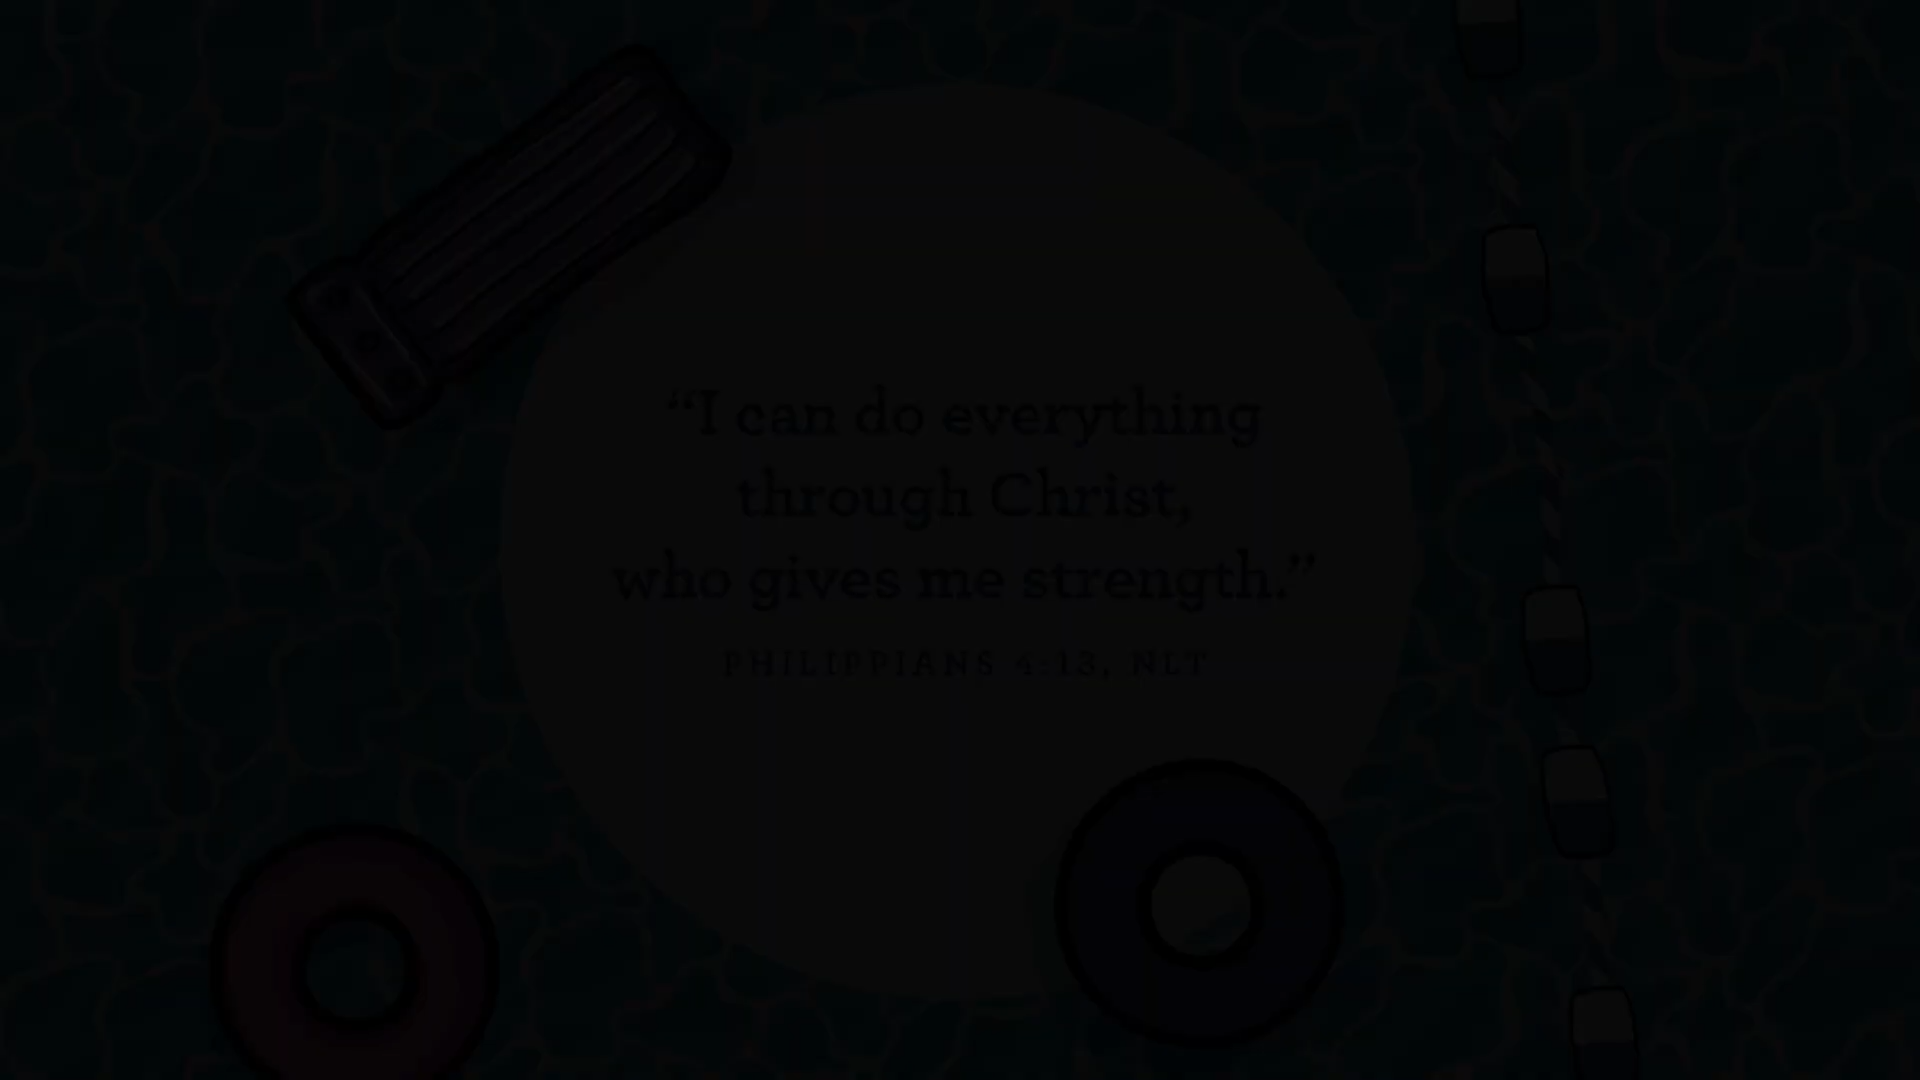 “I can do everything
through Christ,
who gives me strength.”
PHILIPPIANS 4:13, NLT